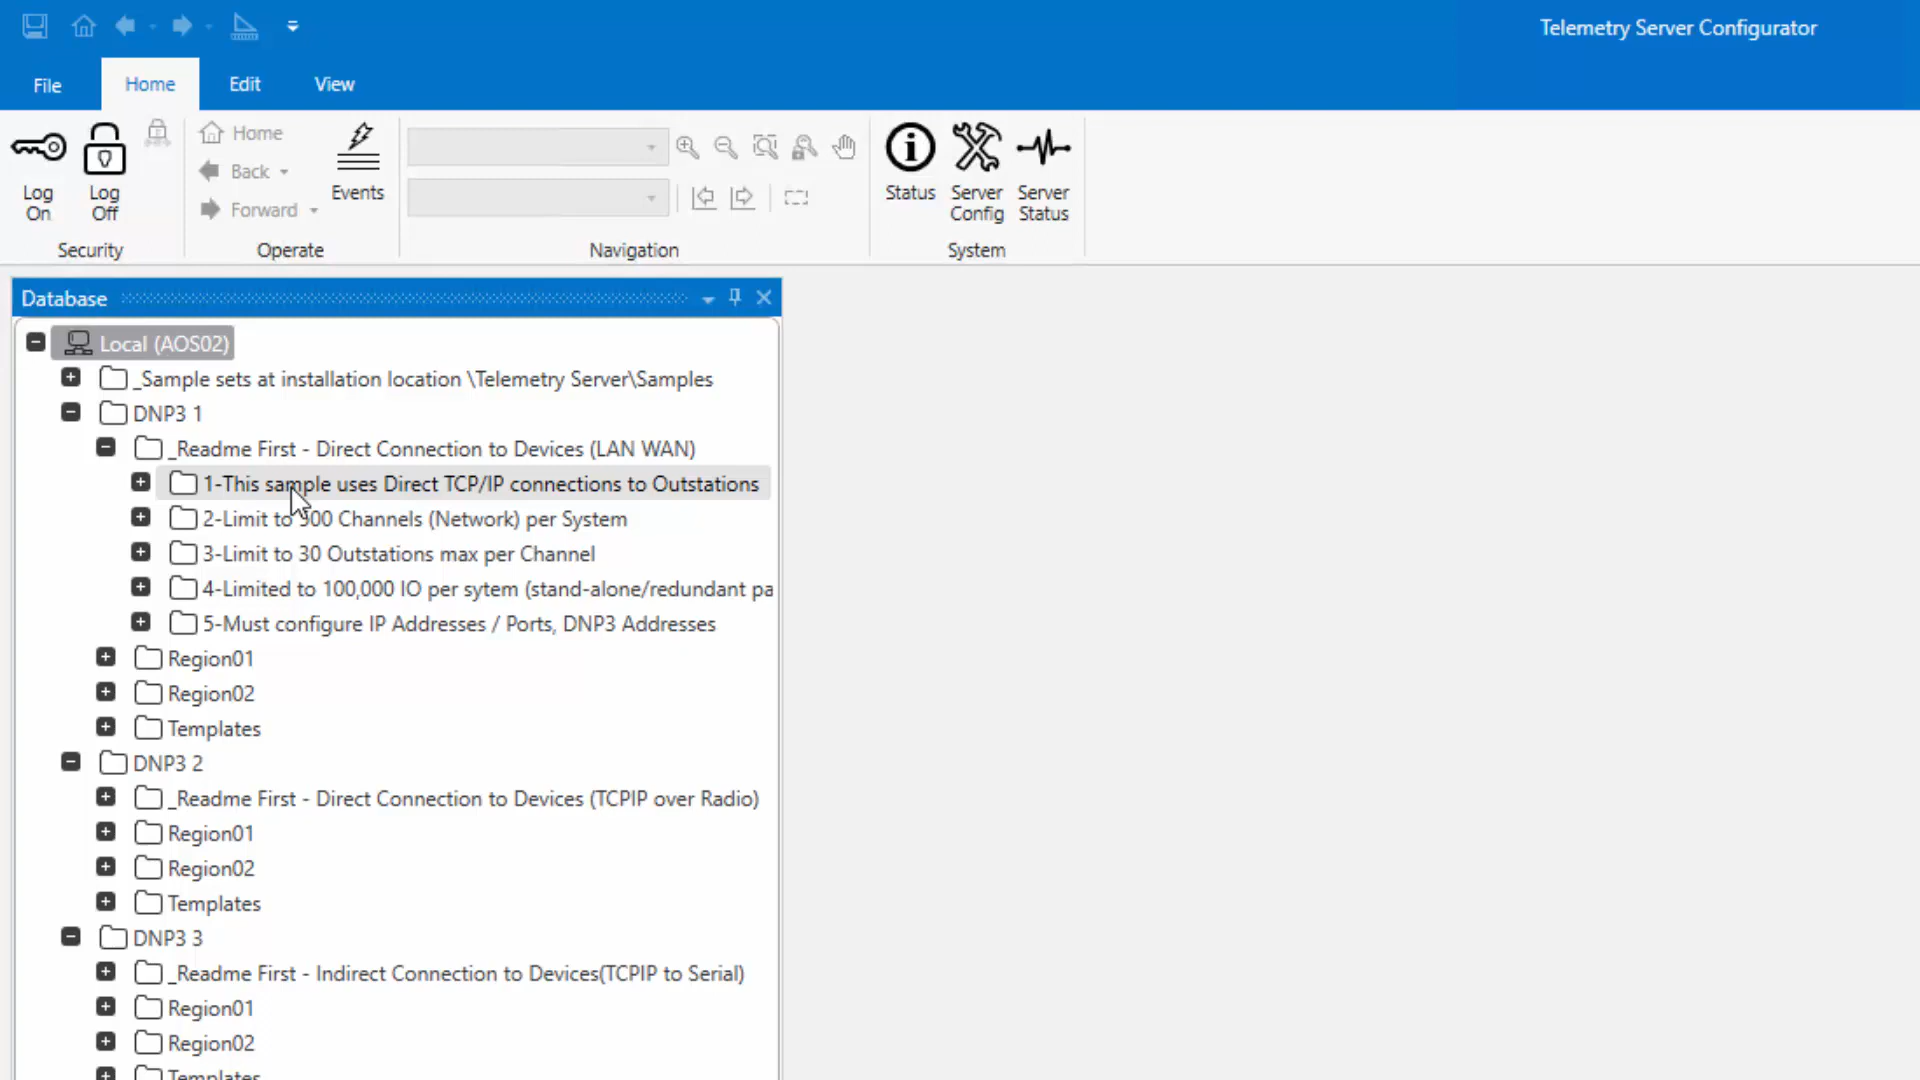 Telemetry Server Configurator
File
Home
Edit
View
Log On
Log Off
Security
Home
Back
Forward
Events
Operate
Navigation
Status
Server Config
Server Status
System
Database
Local (AOS02)
_Sample sets at installation location \Telemetry Server\Samples
DNP3 1
_Readme First - Direct Connection to Devices (LAN WAN)
1-This sample uses Direct TCP/IP connections to Outstations
2-Limit to Channels (Network) per System
3-Limit to 30 Outstations max per Channel
4-Limited to 100,000 IO per sytem (stand-alone/redundant pa
5-Must configure IP Addresses / Ports, DNP3 Addresses
Region01
Region02
Templates
DNP3 2
_Readme First - Direct Connection to Devices (TCPIP over Radio)
Region01
Region02
Templates
DNP3 3
_Readme First - Indirect Connection to Devices(TCPIP to Serial)
Region01
Region02
Templates